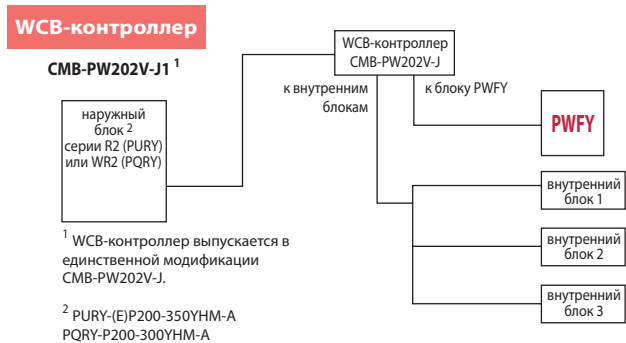 WCB-контроллер
CMB-PW202V-J1 ¹
наружный
блок ²
серии R2 (PURY)
или WR2 (PQRY)
WCB-контроллер
CMB-PW202V-J
к внутренним
блокам
к блоку PWFY
PWFY
внутренний
блок 1
внутренний
блок 2
внутренний
блок 3
¹ WCB-контроллер выпускается в
единственной модификации
CMB-PW202V-J.
² PURY-(E)P200-350YHM-A
PQRY-P200-300YHM-A